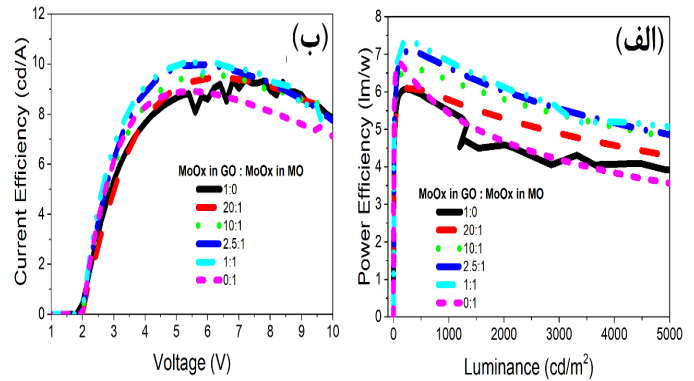 (ب)
Current Efficiency (cd/A)
12
10
8
6
4
2
0
MoOx in GO : MoOx in MO
1:0
20:1
10:1
2.5:1
1:1
0:1
1 2 3 4 5 6 7 8 9 10
Voltage (V)
(الف)
Power Efficiency (lm/w)
8
7
6
5
4
3
2
1
0
MoOx in GO : MoOx in MO
1:0
20:1
10:1
2.5:1
1:1
0:1
0 1000 2000 3000 4000 5000
Luminance (cd/m²)